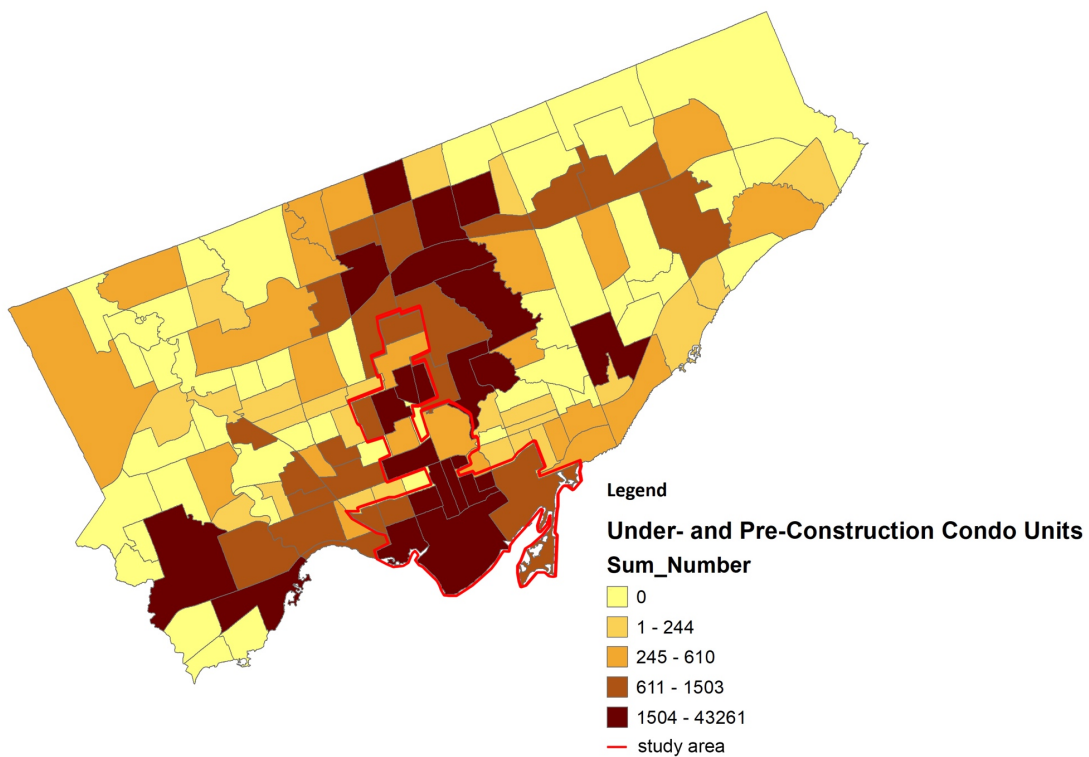 Legend
Under- and Pre-Construction Condo Units
Sum_Number
0
1 - 244
245 - 610
611 - 1503
1504 - 43261
study area